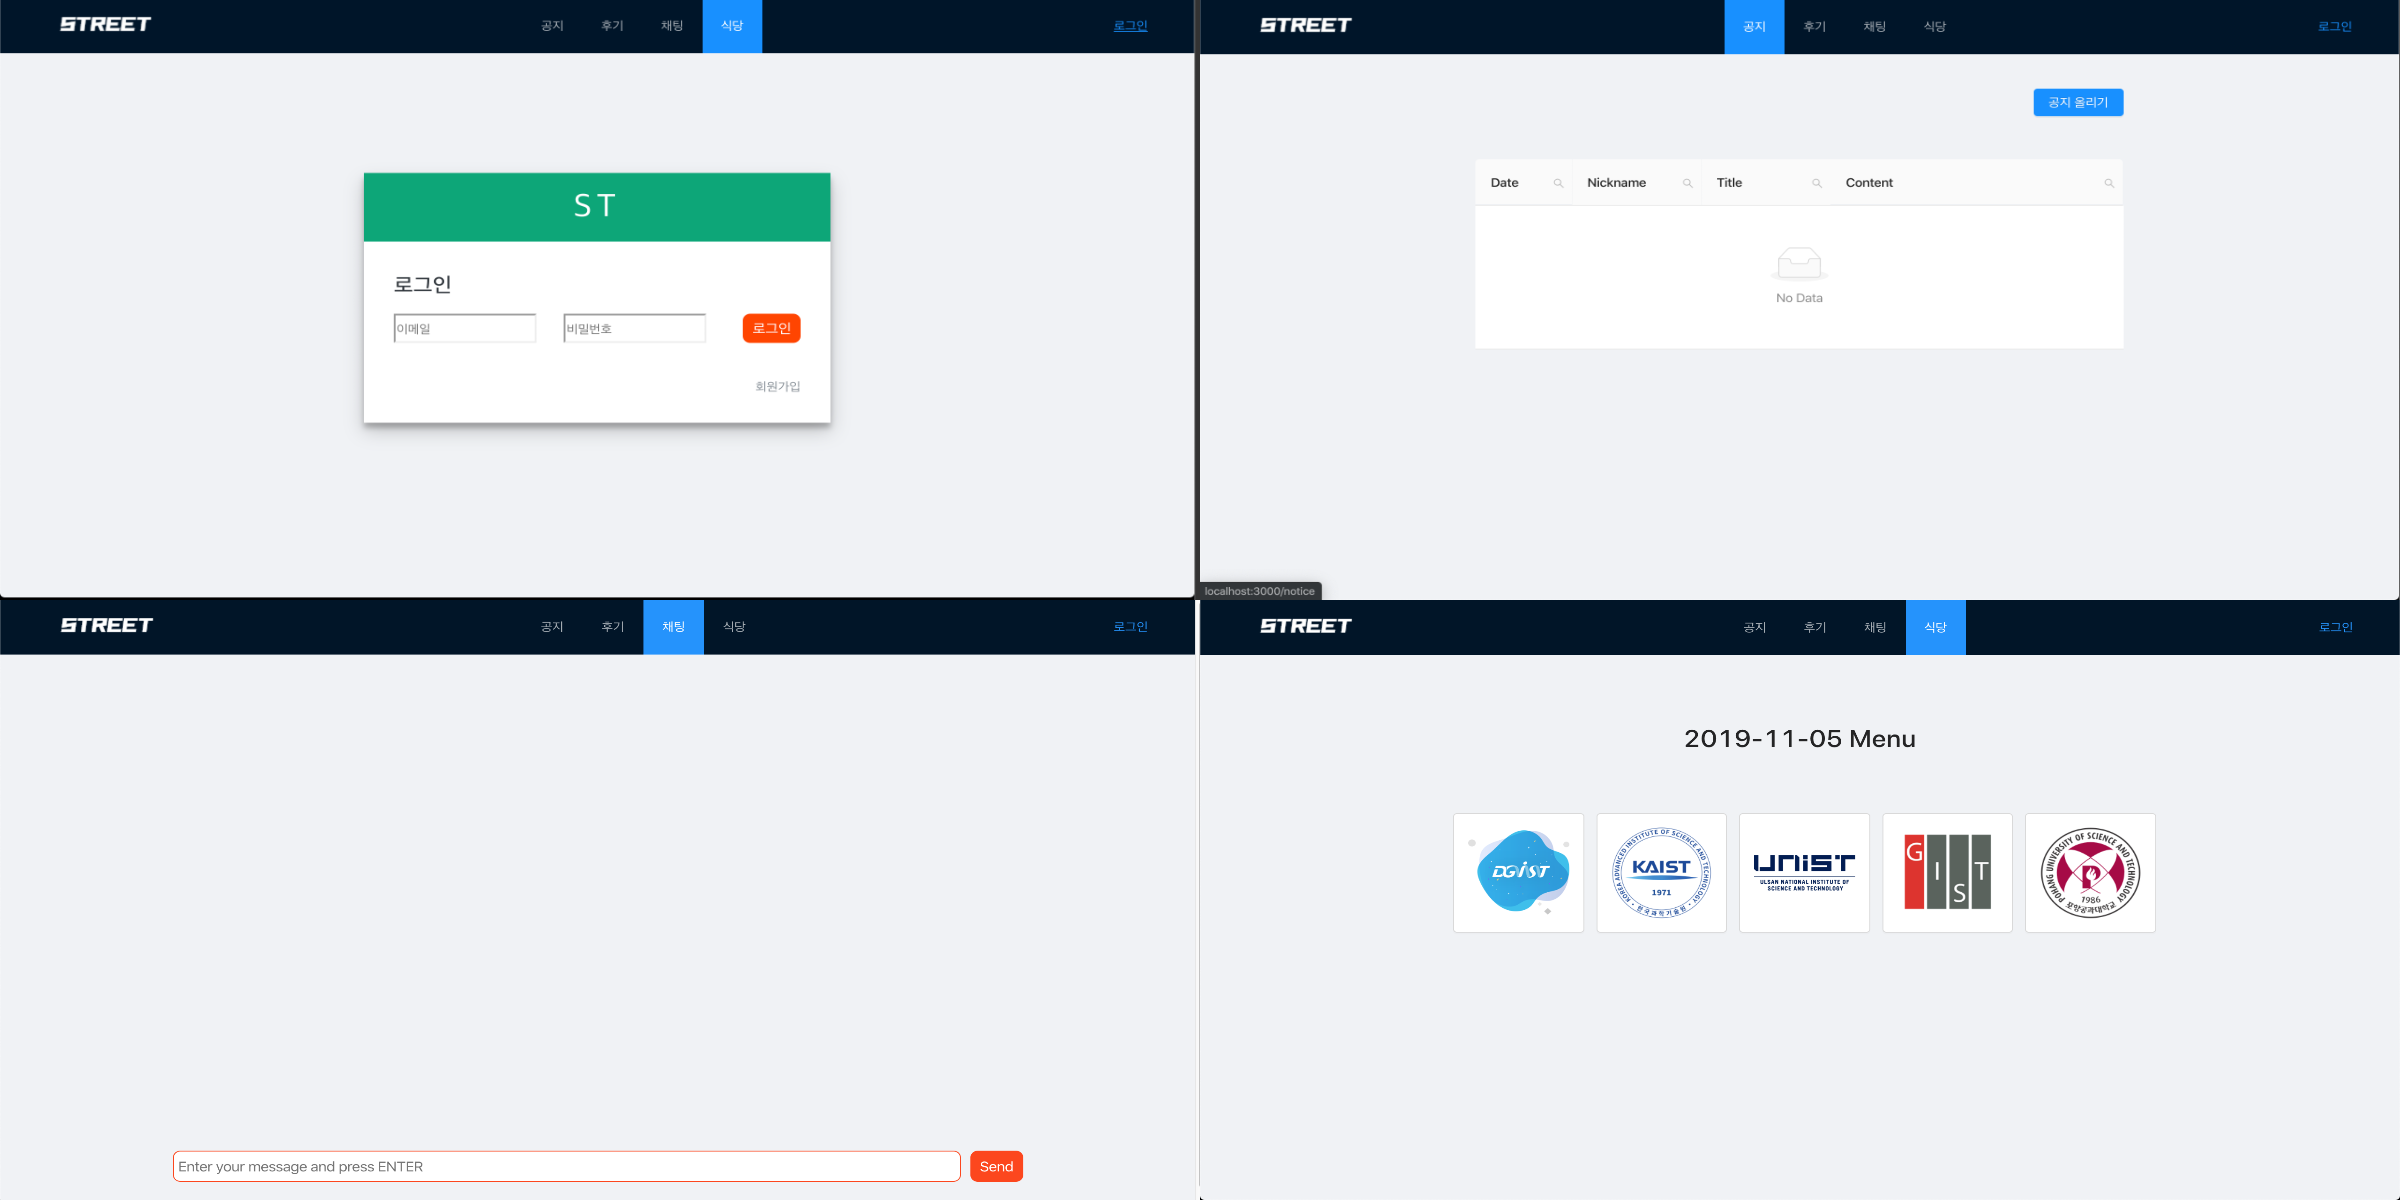 STREET 공지 후기 채팅 식당 로그인
ST
로그인
이메일 비밀번호 로그인
회원가입
STREET 공지 후기 채팅 식당 로그인
공지 올리기
Date Nickname Title Content
No Data
localhost:3000/notice
STREET 공지 후기 채팅 식당 로그인
Enter your message and press ENTER Send
STREET 공지 후기 채팅 식당 로그인
2019-11-05 Menu
DGIST
KOREA ADVANCED INSTITUTE OF SCIENCE AND TECHNOLOGY
KAIST
1971
한국과학기술원
UNIST
ULSAN NATIONAL INSTITUTE OF
SCIENCE AND TECHNOLOGY
GIST
POHANG UNIVERSITY OF SCIENCE AND TECHNOLOGY
1986
포항공과대학교